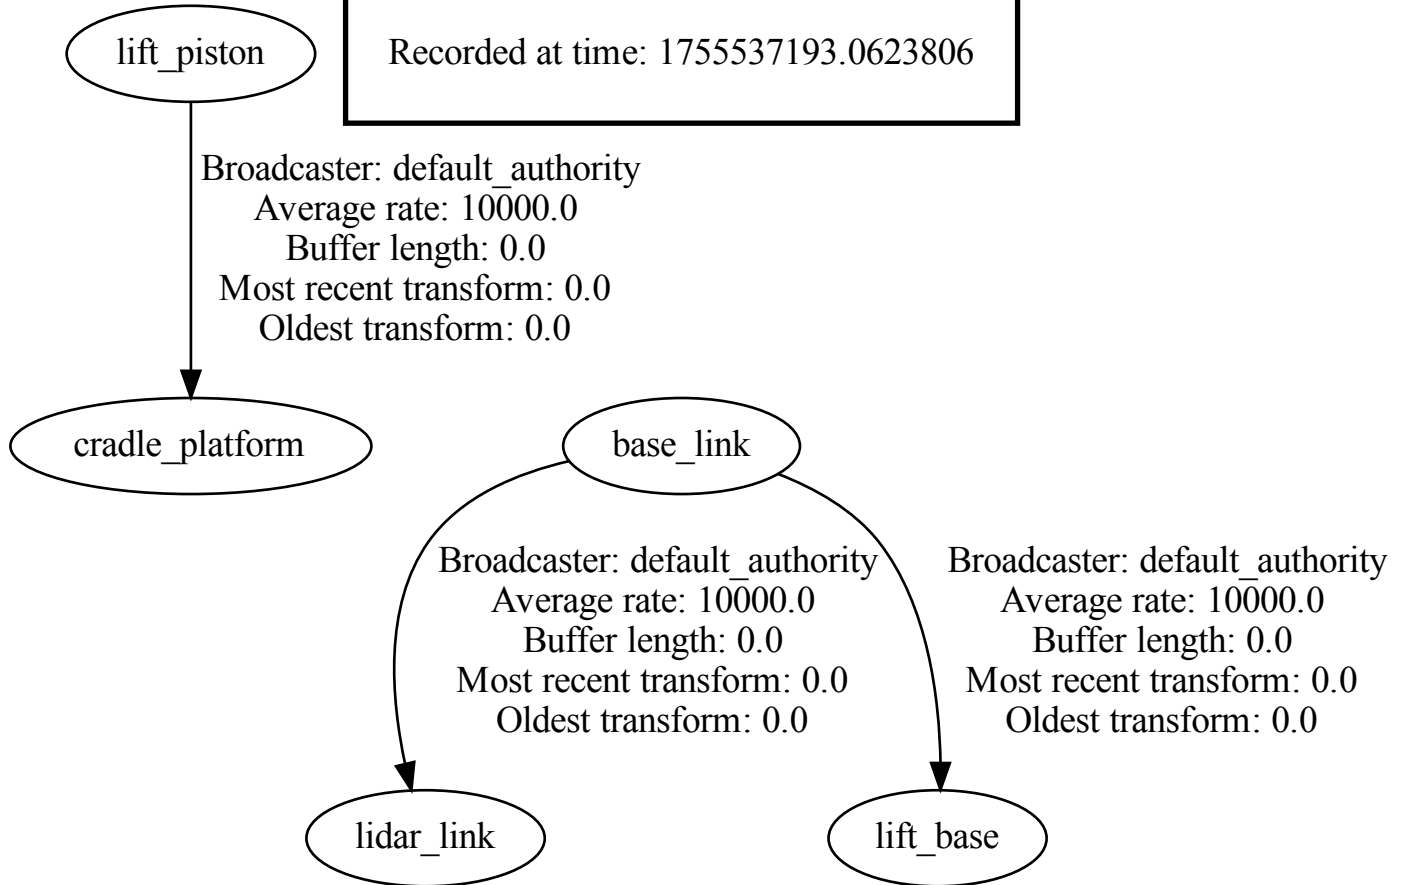 lift_piston
Recorded at time: 1755537193.0623806
Broadcaster: default_authority
Average rate: 10000.0
Buffer length: 0.0
Most recent transform: 0.0
Oldest transform: 0.0
cradle_platform
base_link
Broadcaster: default_authority
Average rate: 10000.0
Buffer length: 0.0
Most recent transform: 0.0
Oldest transform: 0.0
Broadcaster: default_authority
Average rate: 10000.0
Buffer length: 0.0
Most recent transform: 0.0
Oldest transform: 0.0
lidar_link
lift_base